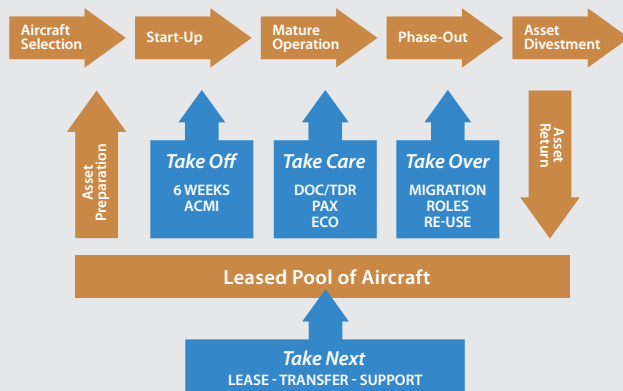 Aircraft
Selection
Start-Up
Mature
Operation
Phase-Out
Asset
Divestment
Asset
Preparation
Take Off
6 WEEKS
ACMI
Take Care
DOC/TDR
PAX
ECO
Take Over
MIGRATION
ROLES
RE-USE
Asset
Return
Leased Pool of Aircraft
Take Next
LEASE - TRANSFER - SUPPORT